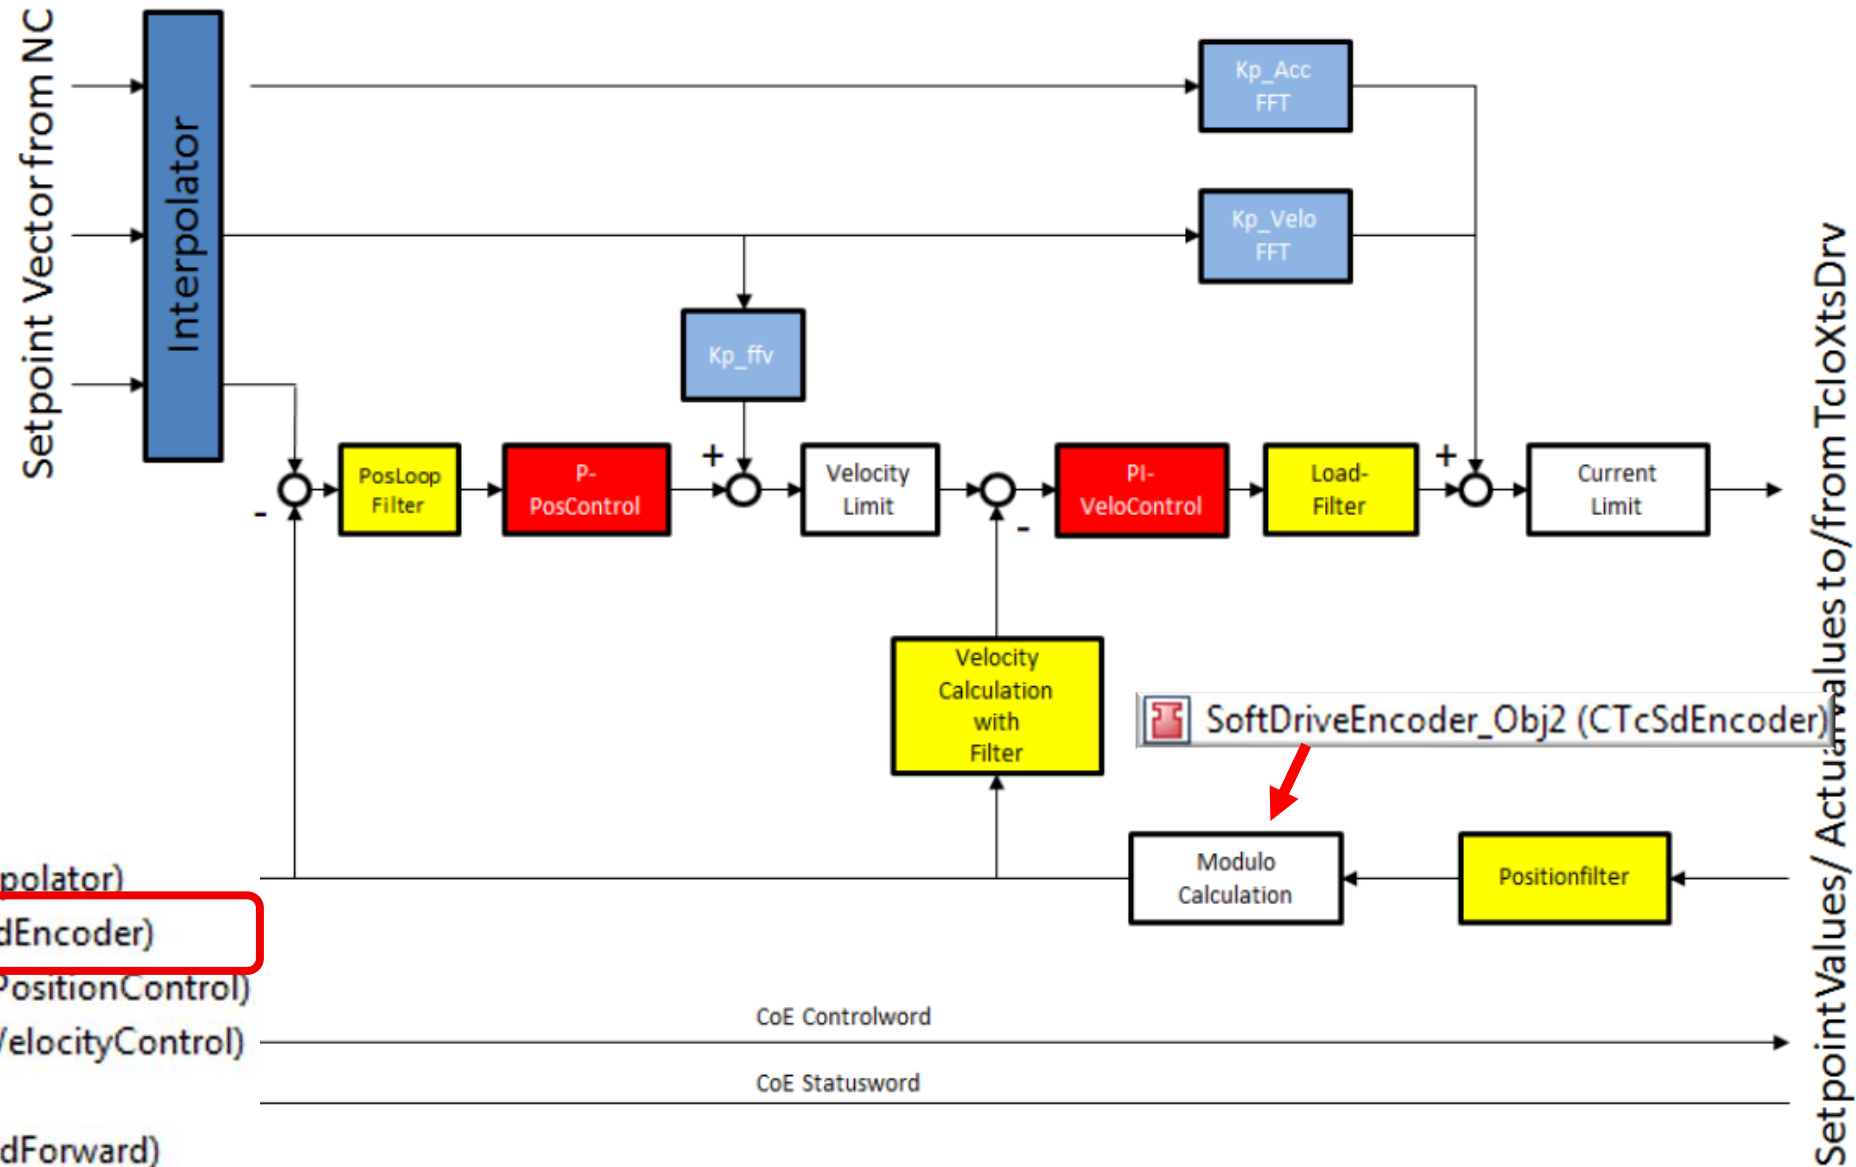 Setpoint Vector from NC
Interpolator
Kp_Acc
FFT
Kp_Velo
FFT
Kp_ffv
+
-
PosLoop
Filter
P-
PosControl
Velocity
Limit
-
PI-
VeloControl
Load-
Filter
+
Current
Limit
Velocity
Calculation
with
Filter
SoftDriveEncoder_Obj2 (CTcSdEncoder)
Modulo
Calculation
Positionfilter
Setpoint Values/ Actual values to/from TcIoXtsDrv
polator)
dEncoder)
PositionControl)
VelocityControl)
dForward)
CoE Controlword
CoE Statusword